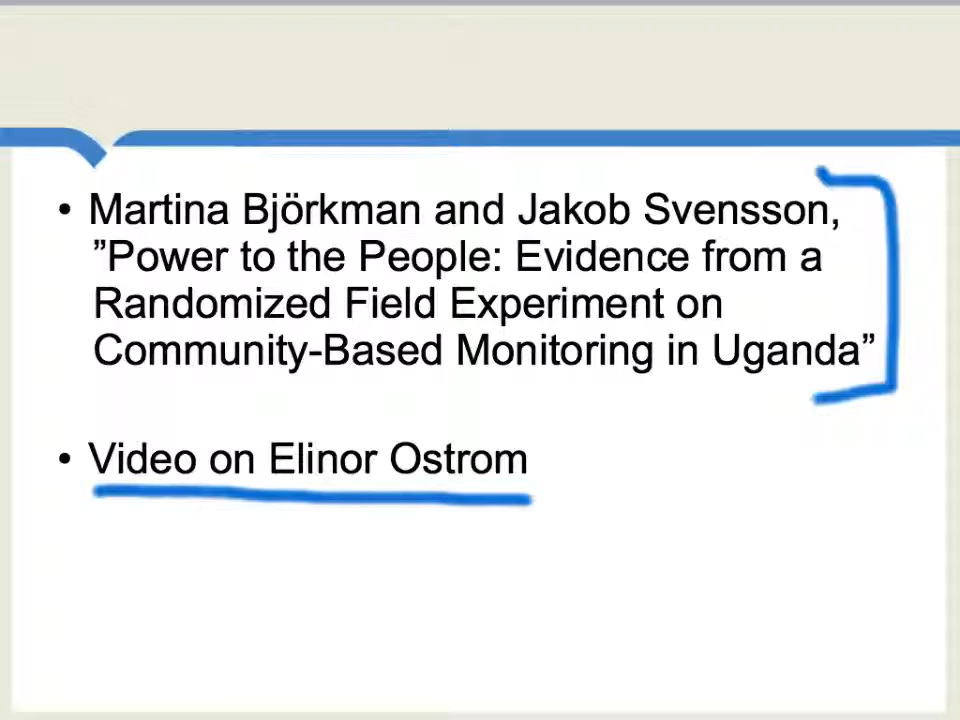 • Martina Björkman and Jakob Svensson,
”Power to the People: Evidence from a
Randomized Field Experiment on
Community-Based Monitoring in Uganda”
• Video on Elinor Ostrom